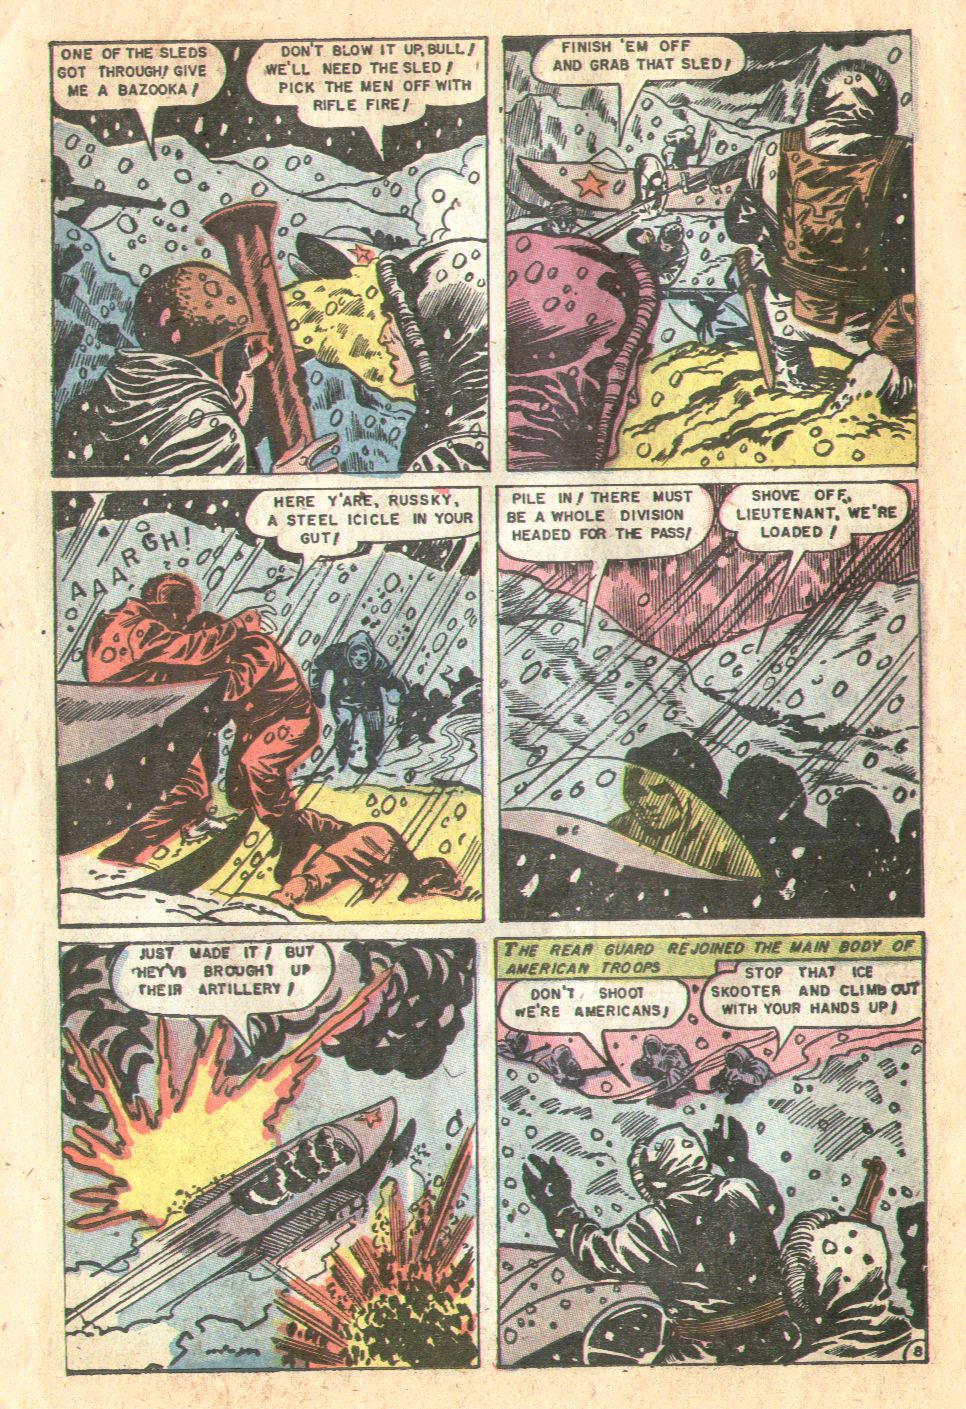 ONE OF THE SLEDS
GOT THROUGH! GIVE
ME A BAZOOKA!
DON'T BLOW IT UP, BULL!
WE'LL NEED THE SLED!
PICK THE MEN OFF WITH
RIFLE FIRE!
FINISH 'EM OFF
AND GRAB THAT SLED!
AAARGH!
HERE Y'ARE, RUSSKY,
A STEEL ICICLE IN YOUR
GUT!
PILE IN! THERE MUST
BE A WHOLE DIVISION
HEADED FOR THE PASS!
SHOVE OFF,
LIEUTENANT, WE'RE
LOADED!
JUST MADE IT! BUT
THEY'VE BROUGHT UP
THEIR ARTILLERY!
THE REAR GUARD REJOINED THE MAIN BODY OF
AMERICAN TROOPS
DON'T SHOOT
WE'RE AMERICANS!
STOP THAT ICE
SKOOTER AND CLIMB OUT
WITH YOUR HANDS UP!
8